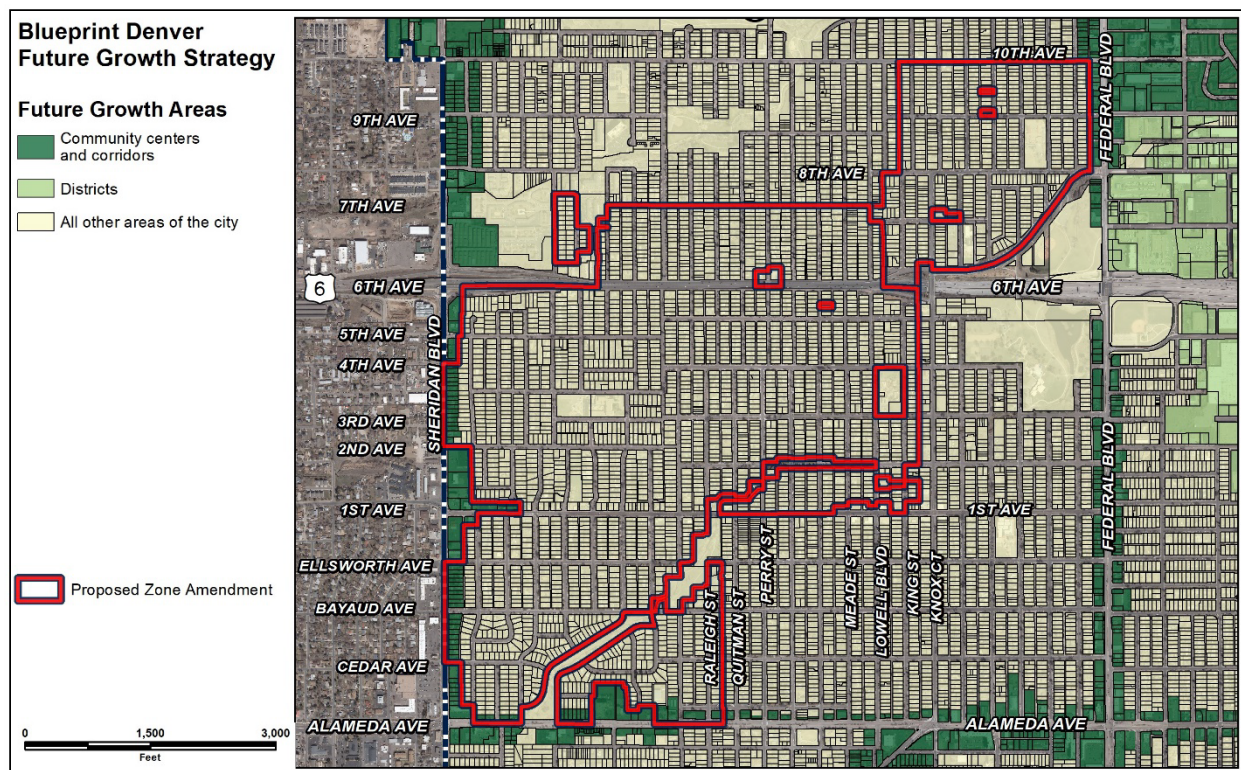 Blueprint Denver
Future Growth Strategy
Future Growth Areas
Community centers
and corridors
Districts
All other areas of the city
Proposed Zone Amendment
0 1,500 3,000
Feet
10TH AVE
9TH AVE
8TH AVE
7TH AVE
6
6TH AVE
6TH AVE
5TH AVE
4TH AVE
3RD AVE
2ND AVE
1ST AVE
1ST AVE
ELLSWORTH AVE
BAYAUD AVE
CEDAR AVE
ALAMEDA AVE
ALAMEDA AVE
SHERIDAN BLVD
RALEIGH ST
QUITMAN ST
PERRY ST
MEADE ST
LOWELL BLVD
KING ST
KNOX CT
FEDERAL BLVD
FEDERAL BLVD